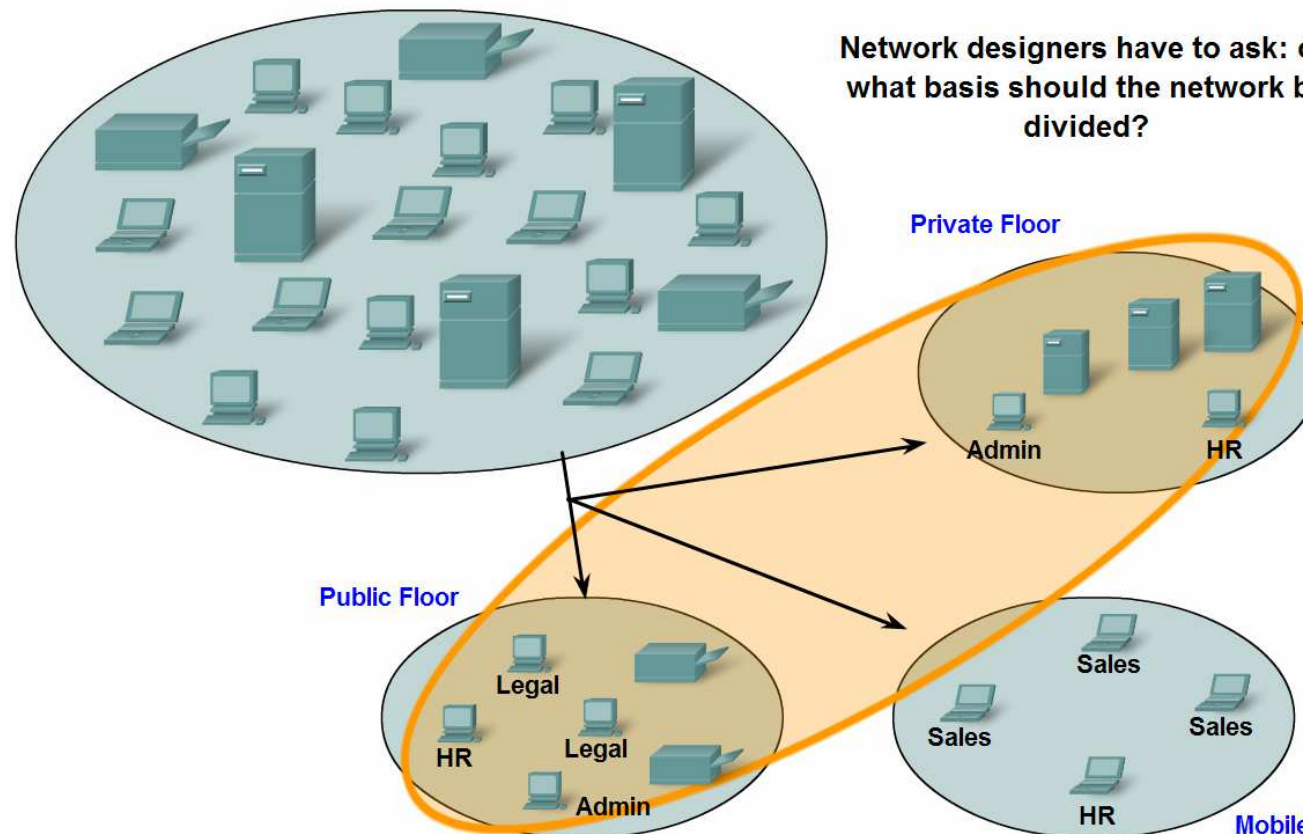 Network designers have to ask:
what basis should the network
divided?
Private Floor
Admin
HR
Public Floor
Legal
HR
Legal
Admin
Sales
Sales
Sales
HR
Mobile